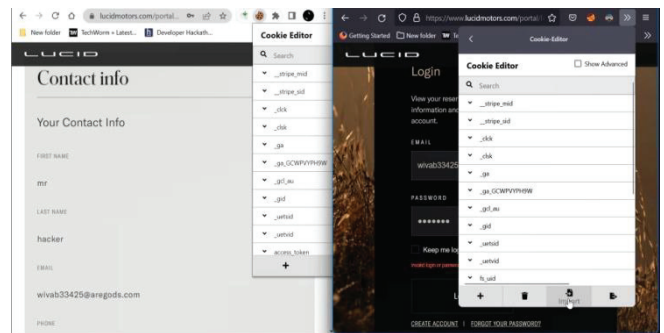 lucidmotors.com/portal...
New folder
TechWorm + Latest...
Developer Hackath...
LUCID
Contact info
Your Contact Info
FIRST NAME
mr
LAST NAME
hacker
EMAIL
wivab33425@aregods.com
PHONE
Cookie Editor
Search
__stripe_mid
__stripe_sid
_clck
_clsk
_ga
_ga_GCWPVYPH9W
_gcl_au
_gid
_uetsid
_uetvid
access_token
+
https://www.lucidmotors.com/portal/
Getting Started
New folder
LUCID
Login
View your reser
information and
account.
EMAIL
wivab33425
PASSWORD
Keep me log
Invalid login or passwo
L
CREATE ACCOUNT | FORGOT YOUR PASSWORD?
Cookie-Editor
Cookie Editor
Show Advanced
Search
__stripe_mid
__stripe_sid
_clck
_clsk
_ga
_ga_GCWPVYPH9W
_gcl_au
_gid
_uetsid
_uetvid
fs_uid
+
Import